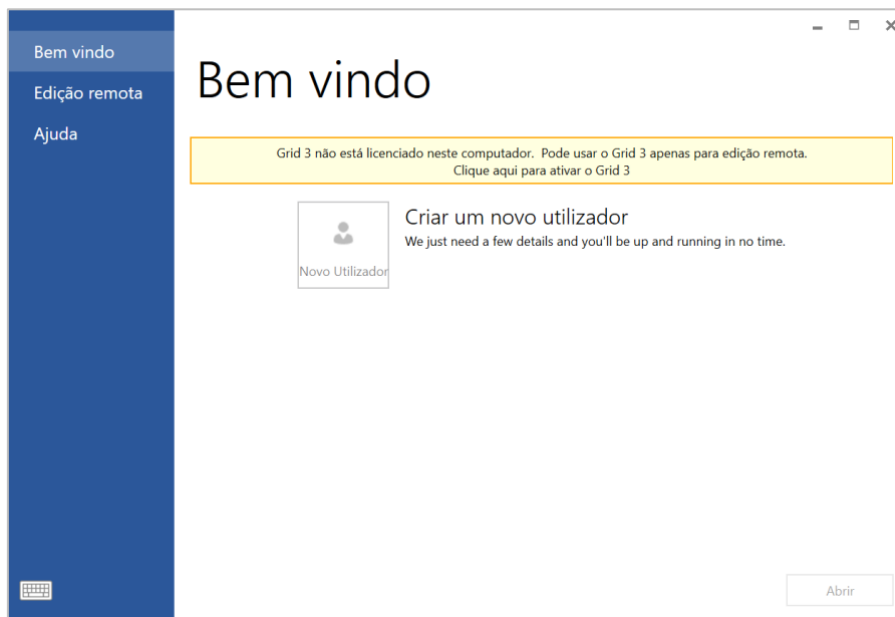 Bem vindo
Edição remota
Ajuda
Bem vindo
Grid 3 não está licenciado neste computador.  Pode usar o Grid 3 apenas para edição remota.
Clique aqui para ativar o Grid 3
Novo Utilizador
Criar um novo utilizador
We just need a few details and you'll be up and running in no time.
Abrir